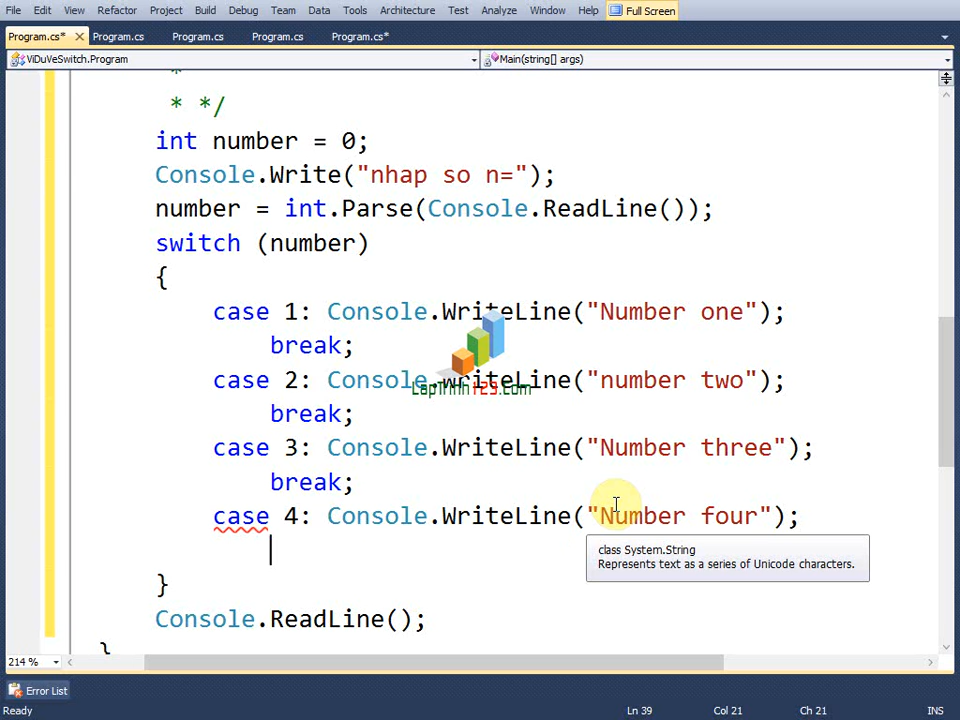 File Edit View Refactor Project Build Debug Team Data Tools Architecture Test Analyze Window Help Full Screen
Program.cs* Program.cs Program.cs Program.cs Program.cs*
ViDuVeSwitch.Program Main(string[] args)
*
* */
int number = 0;
Console.Write("nhap so n=");
number = int.Parse(Console.ReadLine());
switch (number)
{
case 1: Console.WriteLine("Number one");
break;
case 2: Console.WriteLine("number two");
LapTrinh123.com
break;
case 3: Console.WriteLine("Number three");
break;
case 4: Console.WriteLine("Number four");
class System.String
Represents text as a series of Unicode characters.
}
Console.ReadLine();
}
214 %
Error List
Ready Ln 39 Col 21 Ch 21 INS